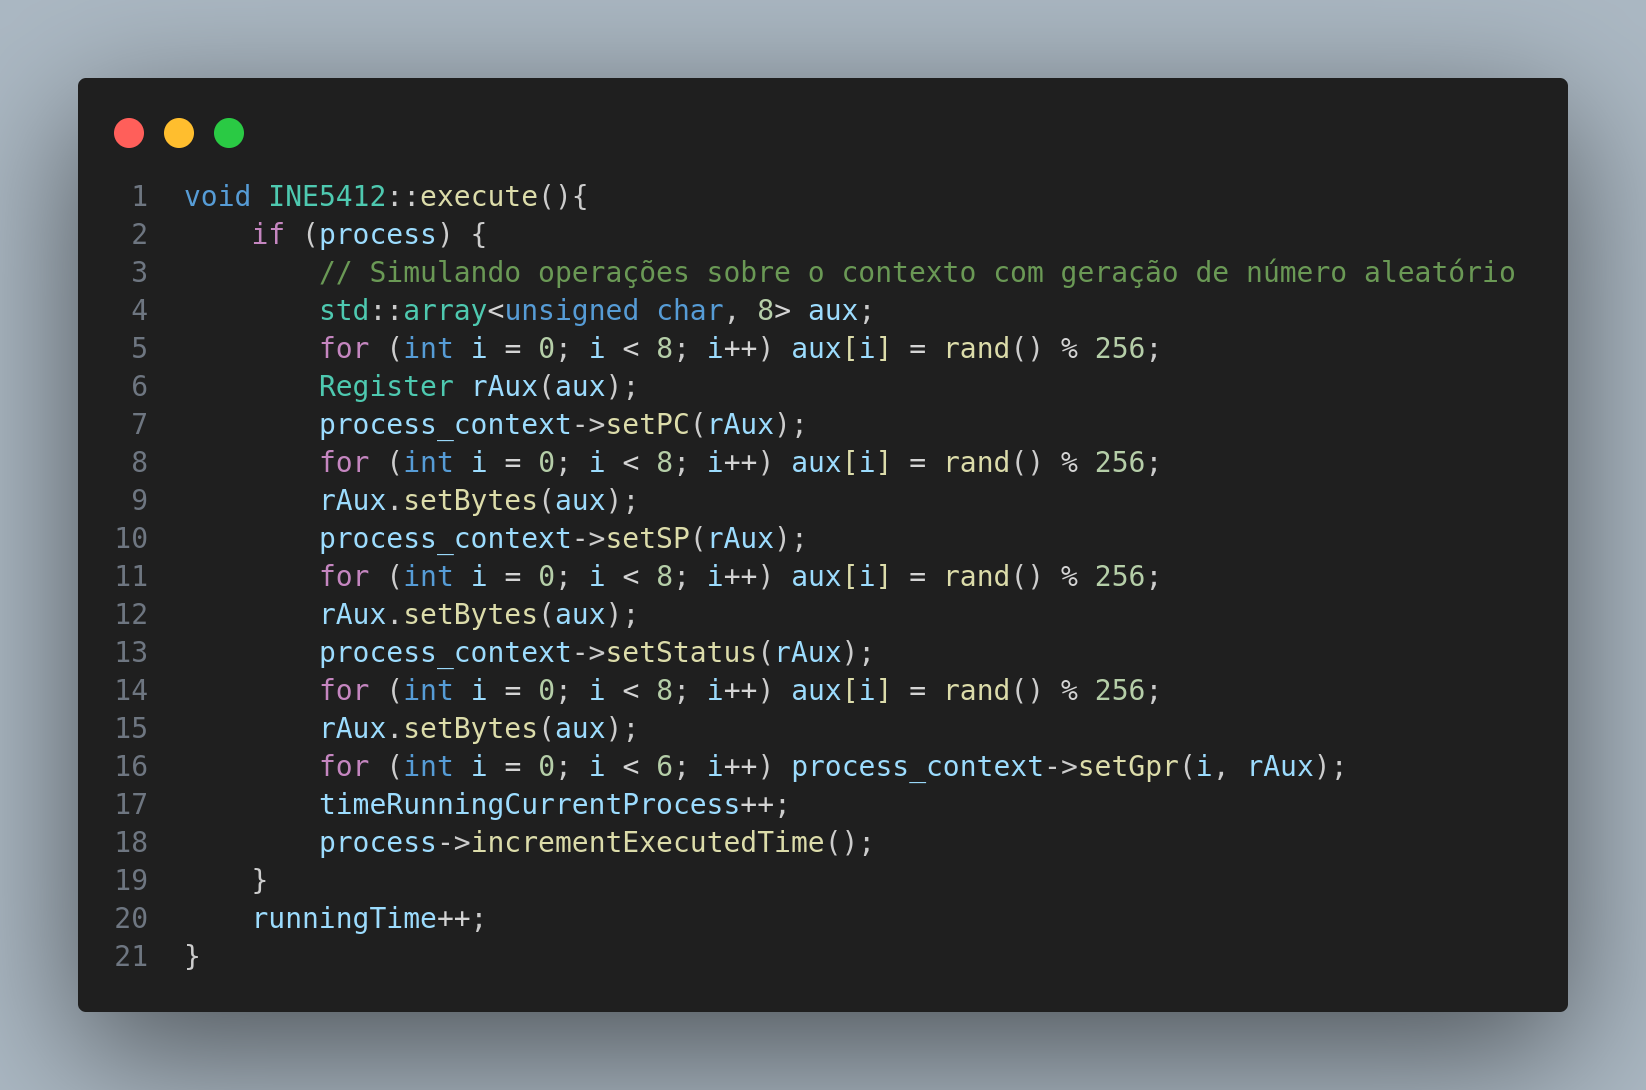 1 void INE5412::execute(){
2     if (process) {
3         // Simulando operações sobre o contexto com geração de número aleatório
4         std::array<unsigned char, 8> aux;
5         for (int i = 0; i < 8; i++) aux[i] = rand() % 256;
6         Register rAux(aux);
7         process_context->setPC(rAux);
8         for (int i = 0; i < 8; i++) aux[i] = rand() % 256;
9         rAux.setBytes(aux);
10         process_context->setSP(rAux);
11         for (int i = 0; i < 8; i++) aux[i] = rand() % 256;
12         rAux.setBytes(aux);
13         process_context->setStatus(rAux);
14         for (int i = 0; i < 8; i++) aux[i] = rand() % 256;
15         rAux.setBytes(aux);
16         for (int i = 0; i < 6; i++) process_context->setGpr(i, rAux);
17         timeRunningCurrentProcess++;
18         process->incrementExecutedTime();
19     }
20     runningTime++;
21 }